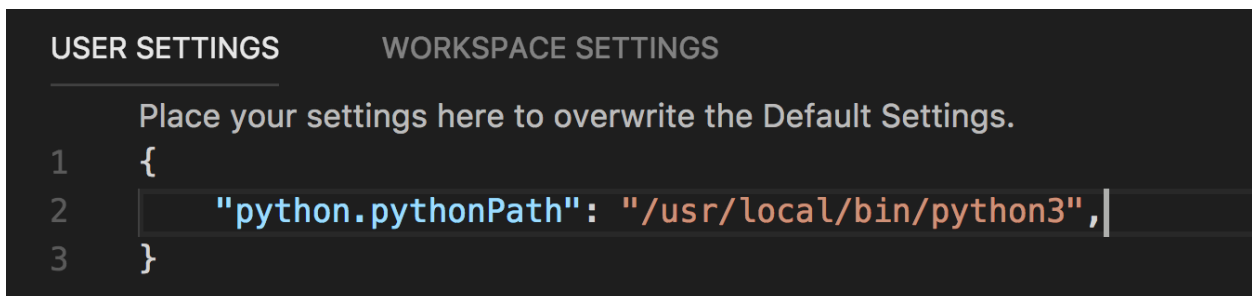 USER SETTINGS WORKSPACE SETTINGS
Place your settings here to overwrite the Default Settings.
1 {
2 "python.pythonPath": "/usr/local/bin/python3",
3 }